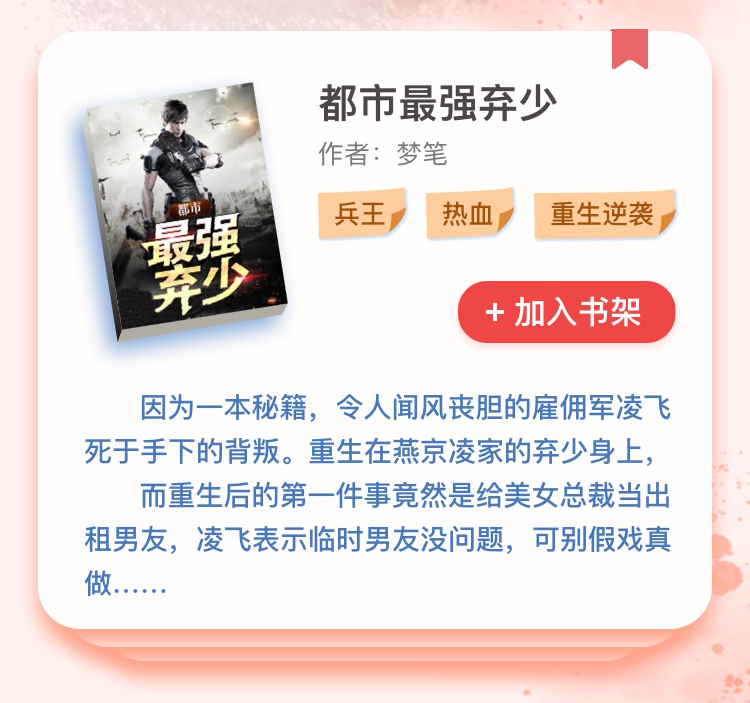 都市最强弃少
作者：梦笔
兵王
热血
重生逆袭
都市
最强
弃少
+ 加入书架
因为一本秘籍，令人闻风丧胆的雇佣军凌飞
死于手下的背叛。重生在燕京凌家的弃少身上，
而重生后的第一件事竟然是给美女总裁当出
租男友，凌飞表示临时男友没问题，可别假戏真
做……